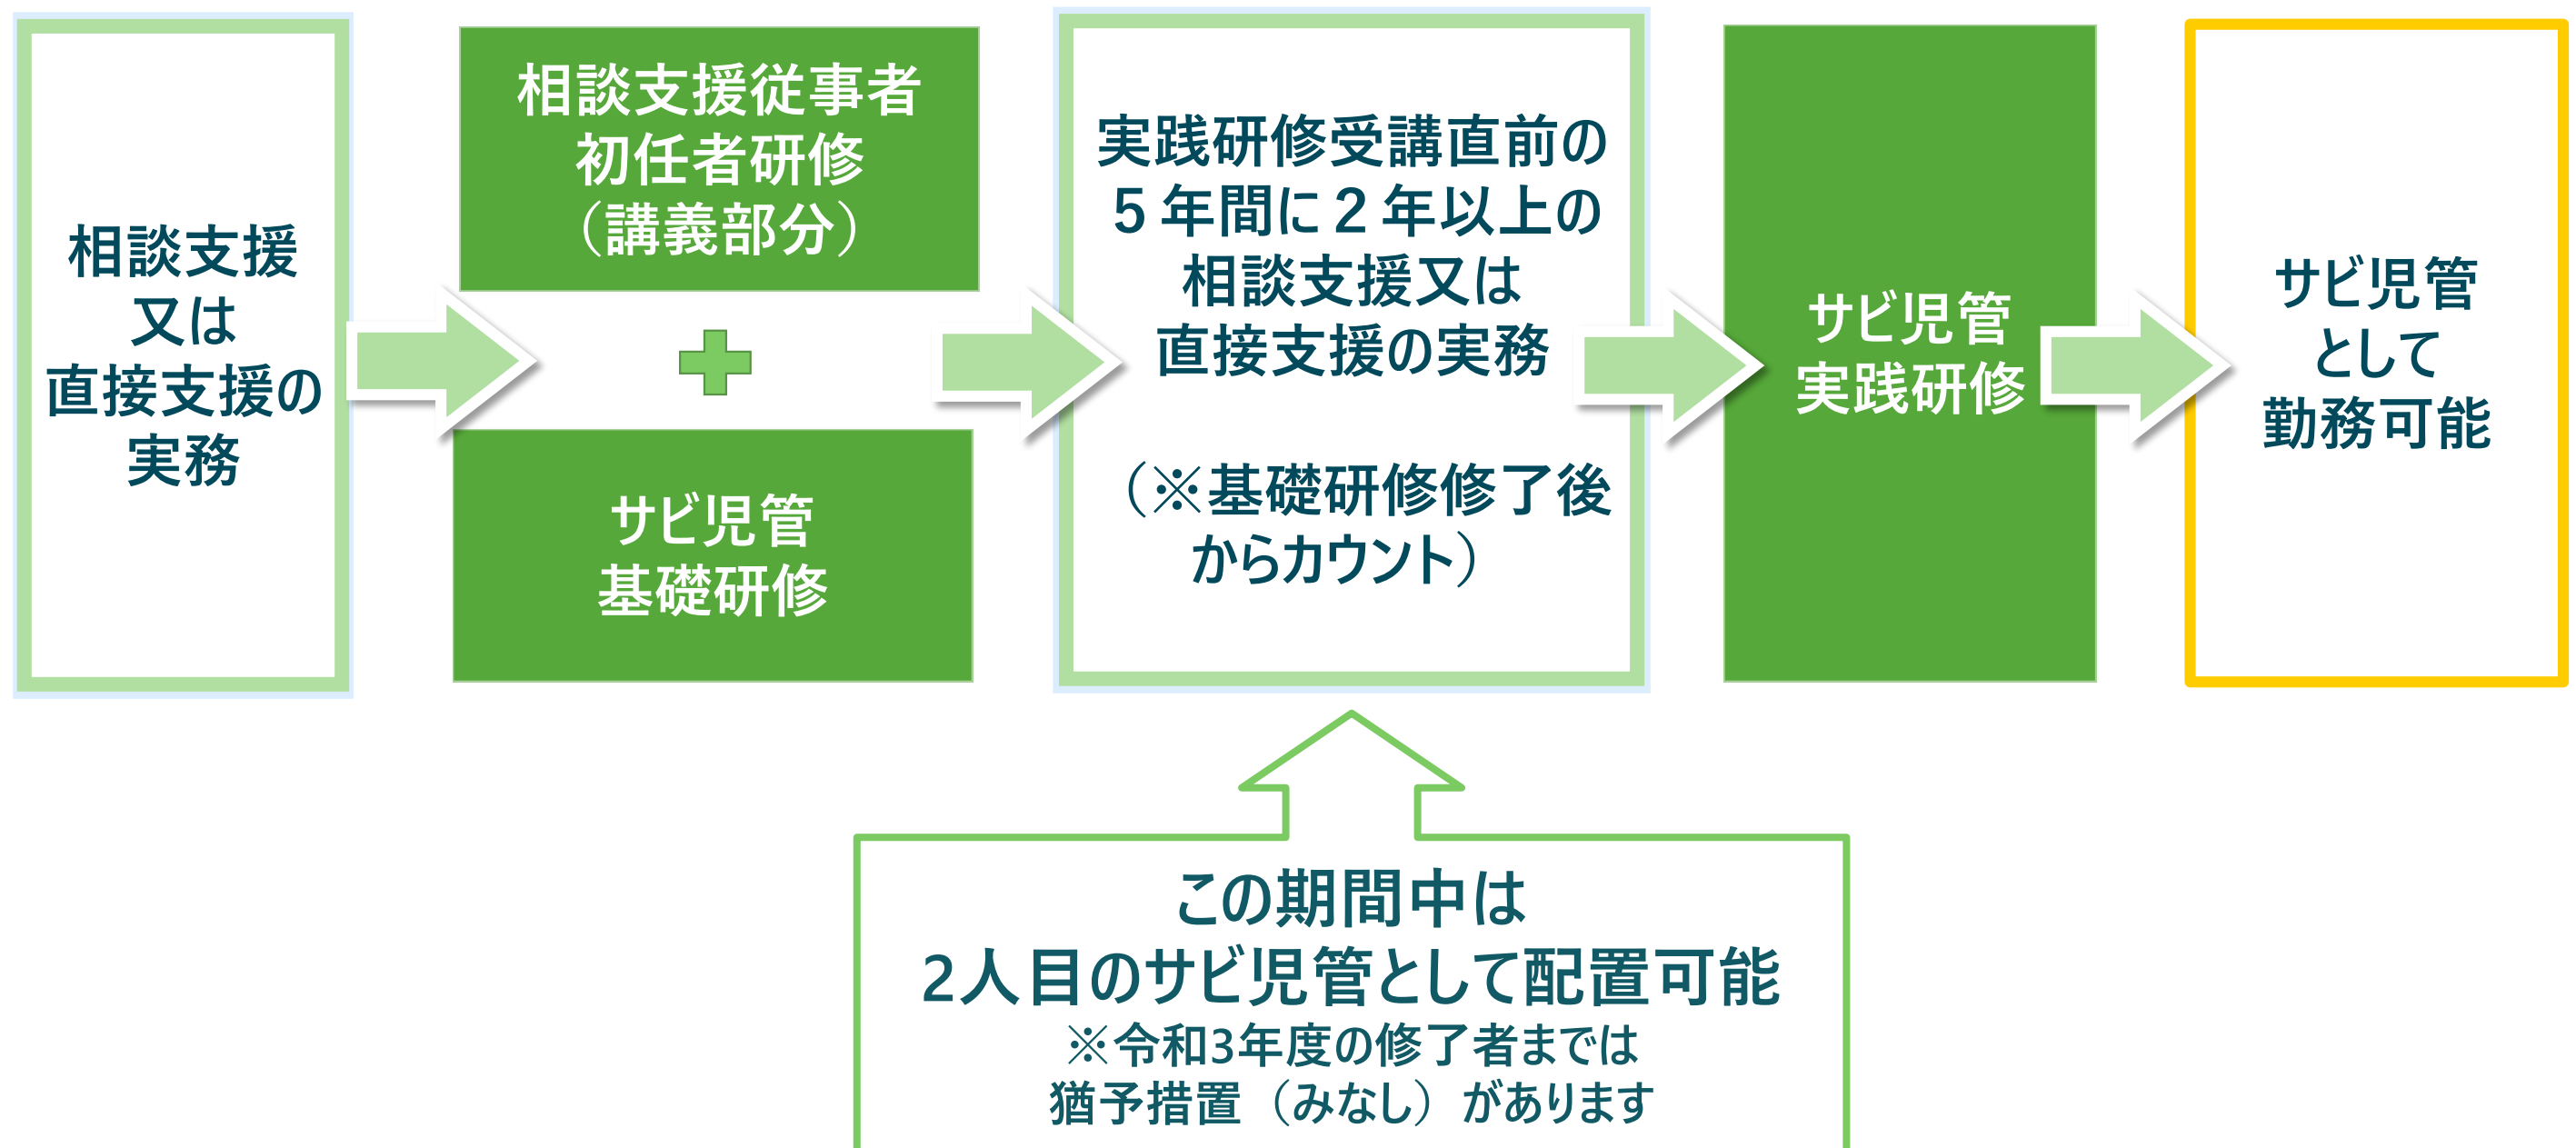 相談支援
又は
直接支援の
実務
相談支援従事者
初任者研修
（講義部分）
サビ児管
基礎研修
実践研修受講直前の
５年間に２年以上の
相談支援又は
直接支援の実務
（※基礎研修修了後
からカウント）
サビ児管
実践研修
サビ児管
として
勤務可能
この期間中は
2人目のサビ児管として配置可能
※令和3年度の修了者までは
猶予措置（みなし）があります